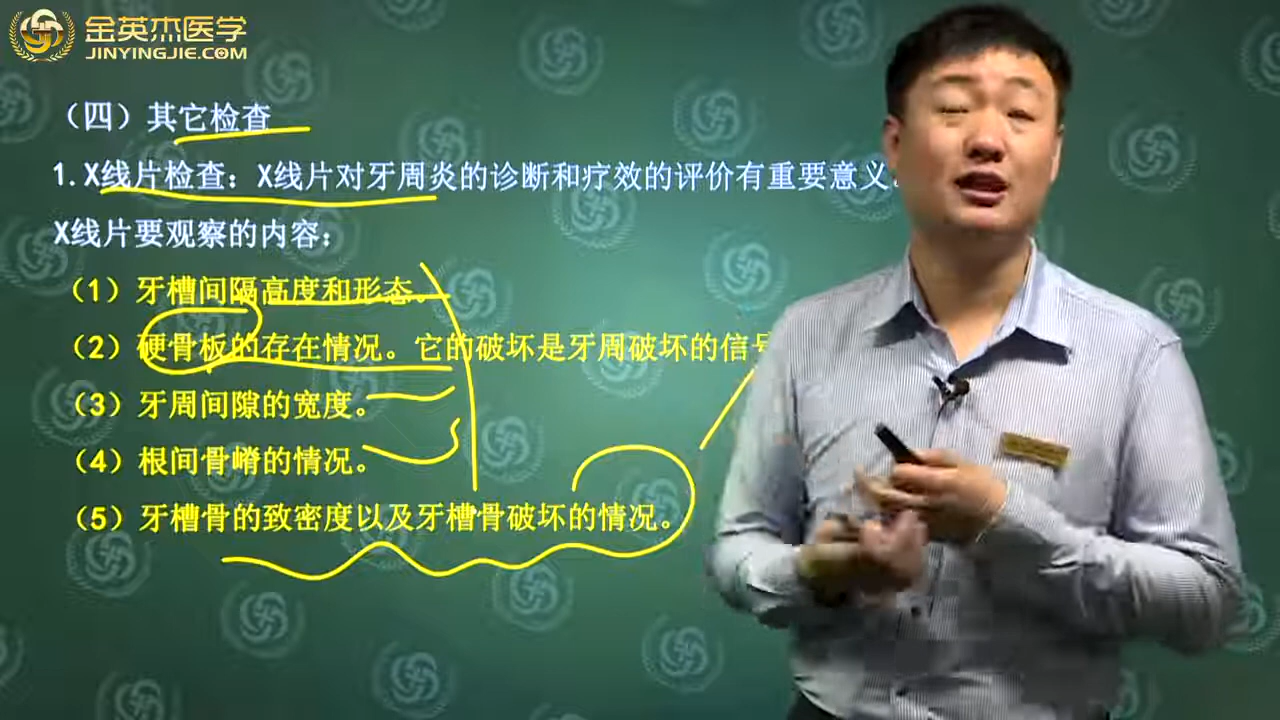 金英杰医学
JINYINGJIE.COM
（四）其它检查
1.X线片检查：X线片对牙周炎的诊断和疗效的评价有重要意义。
X线片要观察的内容：
（1）牙槽间隔高度和形态。
（2）硬骨板的存在情况。它的破坏是牙周破坏的信号
（3）牙周间隙的宽度。
（4）根间骨嵴的情况。
（5）牙槽骨的致密度以及牙槽骨破坏的情况。